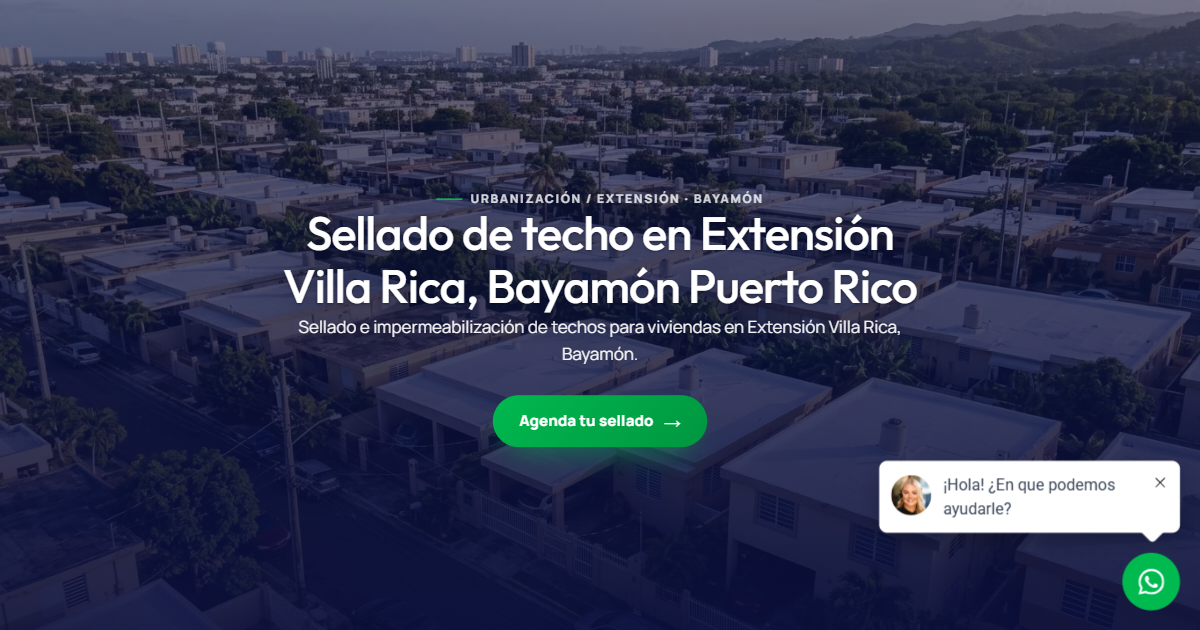 URBANIZACIÓN / EXTENSIÓN · BAYAMÓN
Sellado de techo en Extensión
Villa Rica, Bayamón Puerto Rico
Sellado e impermeabilización de techos para viviendas en Extensión Villa Rica,
Bayamón.
Agenda tu sellado →
¡Hola! ¿En que podemos
ayudarle?